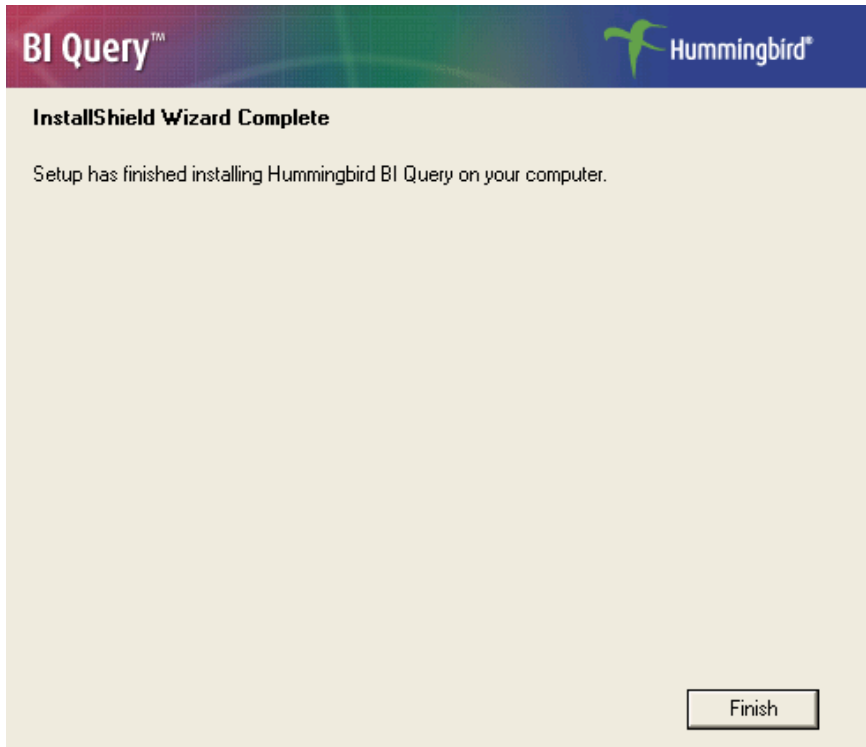 BI Query™
Hummingbird®
InstallShield Wizard Complete
Setup has finished installing Hummingbird BI Query on your computer.
Finish